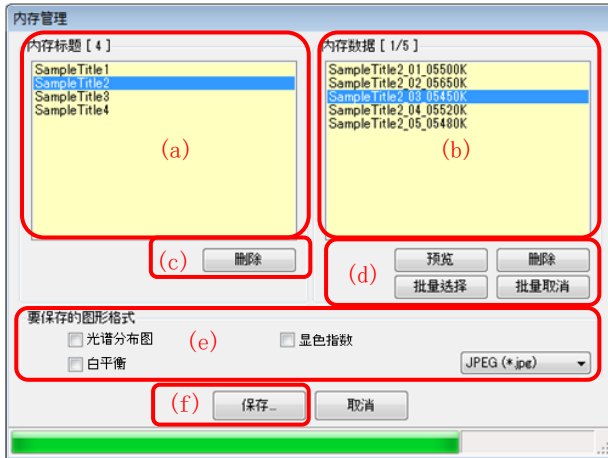 内存管理
内存标题 [ 4 ]
SampleTitle1
SampleTitle2
SampleTitle3
SampleTitle4
(a)
内存数据 [ 1/5 ]
SampleTitle2_01_05500K
SampleTitle2_02_05650K
SampleTitle2_03_05450K
SampleTitle2_04_05520K
SampleTitle2_05_05480K
(b)
(c) 删除
(d) 预览 删除
批量选择 批量取消
要保存的图形格式
光谱分布图 (e) 显色指数
白平衡 JPEG (*.jpg)
(f) 保存... 取消